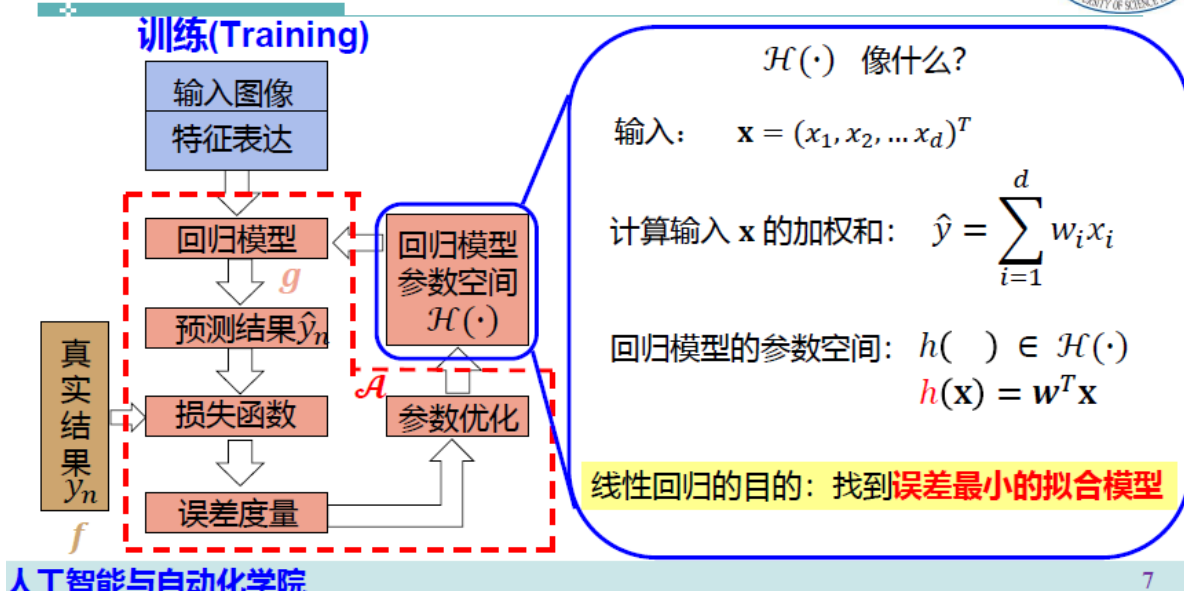 训练(Training)
输入图像
特征表达
回归模型
g
预测结果ŷₙ
损失函数
误差度量
真实结果
yₙ
f
回归模型
参数空间
ℋ(·)
𝒜
参数优化
ℋ(·) 像什么?
输入: x = (x₁, x₂, … x_d)ᵀ
计算输入 x 的加权和: ŷ = ∑_{i=1}^{d} wᵢxᵢ
回归模型的参数空间: h( ) ∈ ℋ(·)
h(x) = wᵀx
线性回归的目的:找到误差最小的拟合模型
人工智能与自动化学院
7